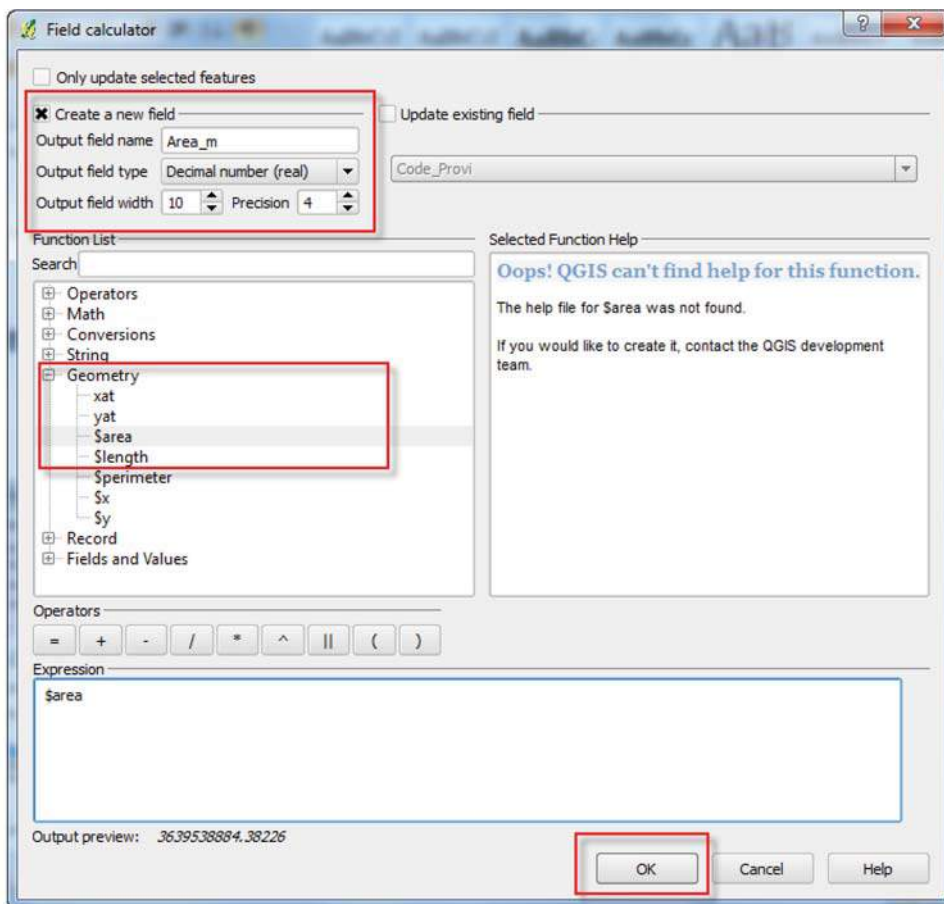 Field calculator
Only update selected features
Create a new field
Update existing field
Output field name Area_m
Output field type Decimal number (real)
Code_Provi
Output field width 10 Precision 4
Function List
Search
Operators
Math
Conversions
String
Geometry
xat
yat
$area
$length
$perimeter
$x
$y
Record
Fields and Values
Selected Function Help
Oops! QGIS can't find help for this function.
The help file for $area was not found.
If you would like to create it, contact the QGIS development
team.
Operators
= + - / * ^ || ( )
Expression
$area
Output preview: 3639538884.38226
OK Cancel Help